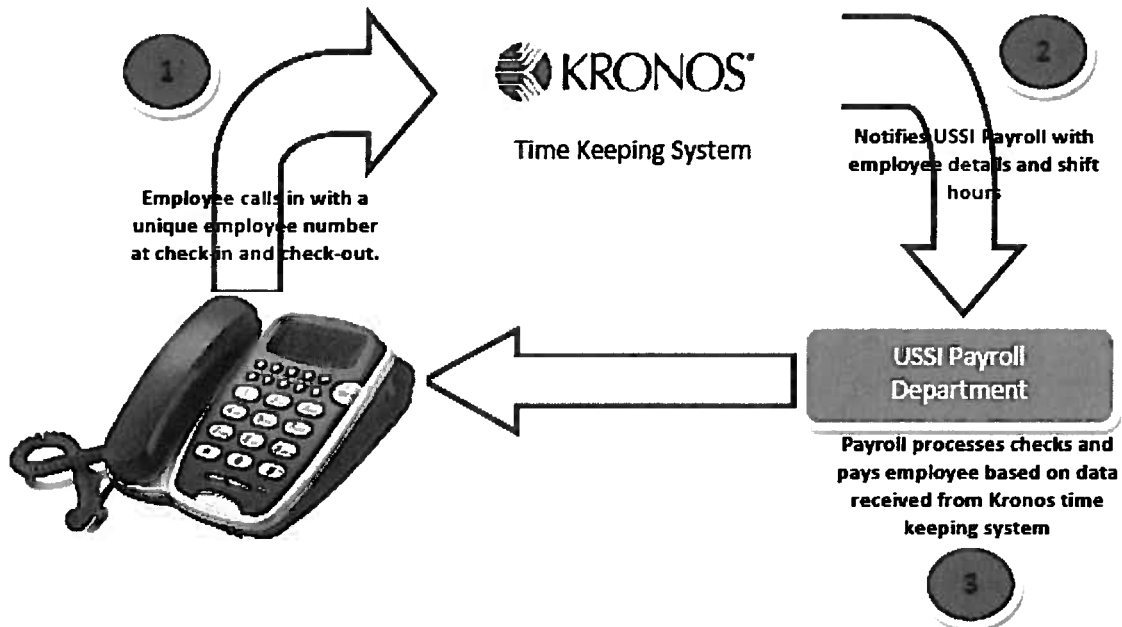 1
KRONOS
Time Keeping System
2
Notifies USSI Payroll with
employee details and shift
hours
Employee calls in with a
unique employee number
at check-in and check-out.
USSI Payroll
Department
Payroll processes checks and
pays employee based on data
received from Kronos time
keeping system
3